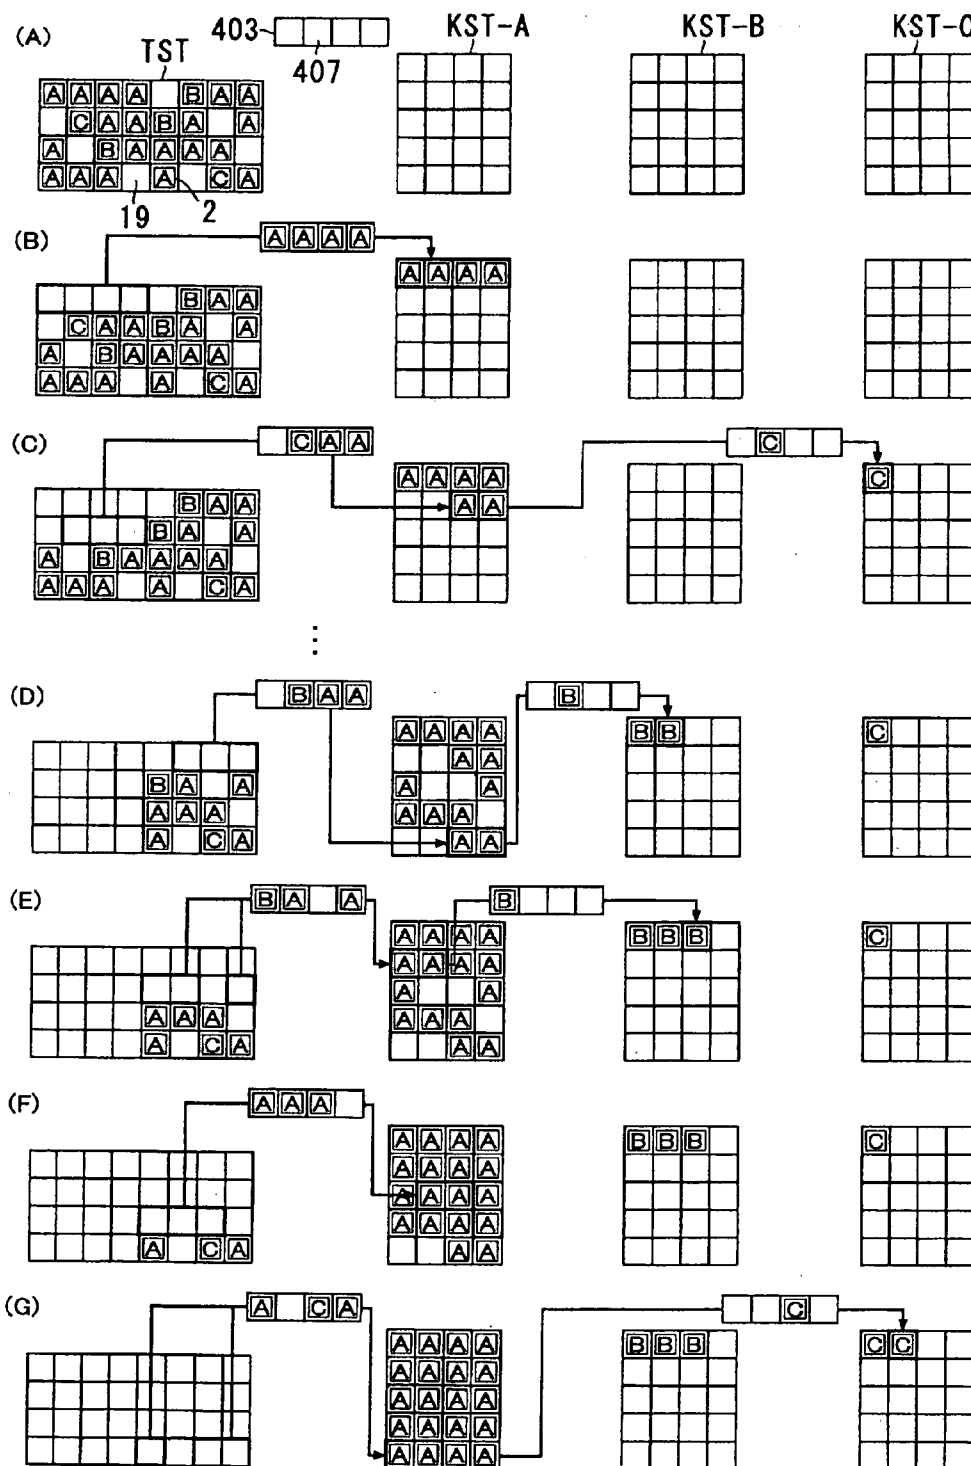 (A) 403 407 TST KST-A KST-B KST-C
A A A A B A A
C A A B A A
A B A A A A
A A A A C A
19 2
(B) A A A A
A A A A
B A A
C A A B A A
A B A A A A
A A A A C A
(C) C A A C
A A A A C
B A A A A
B A A
A B A A A A
A A A A C A
⋮
(D) B A A B
A A A A B B C
A A
B A A A A
A A A A A A
A C A A A
(E) B A A B
A A A A B B B C
A A A A
A A
A A A A A A
A C A A A
(F) A A A
A A A A B B B C
A A A A
A A A A
A A A A
A C A A A
(G) A C A C
A A A A B B B C C
A A A A
A A A A
A A A A
A A A A